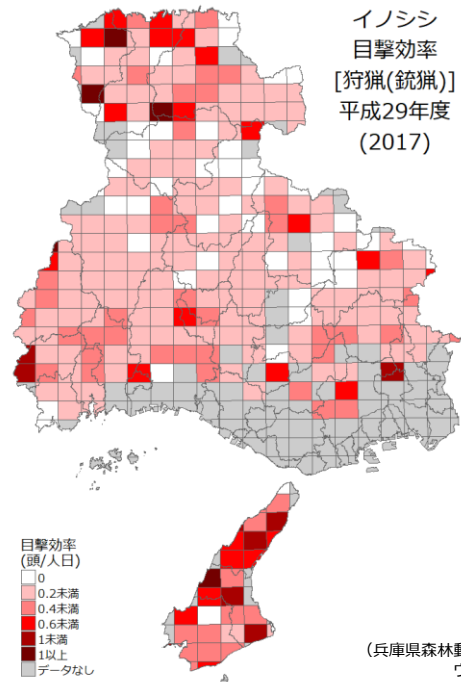 イノシシ
目撃効率
[狩猟(銃猟)]
平成29年度
(2017)
目撃効率
(頭/人日)
0
0.2未満
0.4未満
0.6未満
1未満
1以上
データなし
(兵庫県森林動